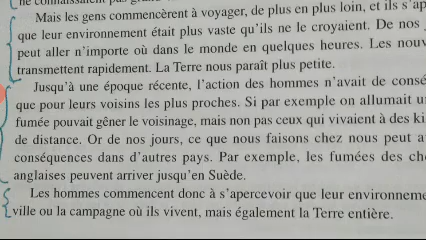 ne connaissaient pas
Mais les gens commencèrent à voyager, de plus en plus loin, et ils s'ap
que leur environnement était plus vaste qu'ils ne le croyaient. De nos
peut aller n'importe où dans le monde en quelques heures. Les nouv
transmettent rapidement. La Terre nous paraît plus petite.
Jusqu'à une époque récente, l'action des hommes n'avait de consé
que pour leurs voisins les plus proches. Si par exemple on allumait u
fumée pouvait gêner le voisinage, mais non pas ceux qui vivaient à des ki
de distance. Or de nos jours, ce que nous faisons chez nous peut a
conséquences dans d'autres pays. Par exemple, les fumées des ch
anglaises peuvent arriver jusqu'en Suède.
Les hommes commencent donc à s'apercevoir que leur environneme
ville ou la campagne où ils vivent, mais également la Terre entière.